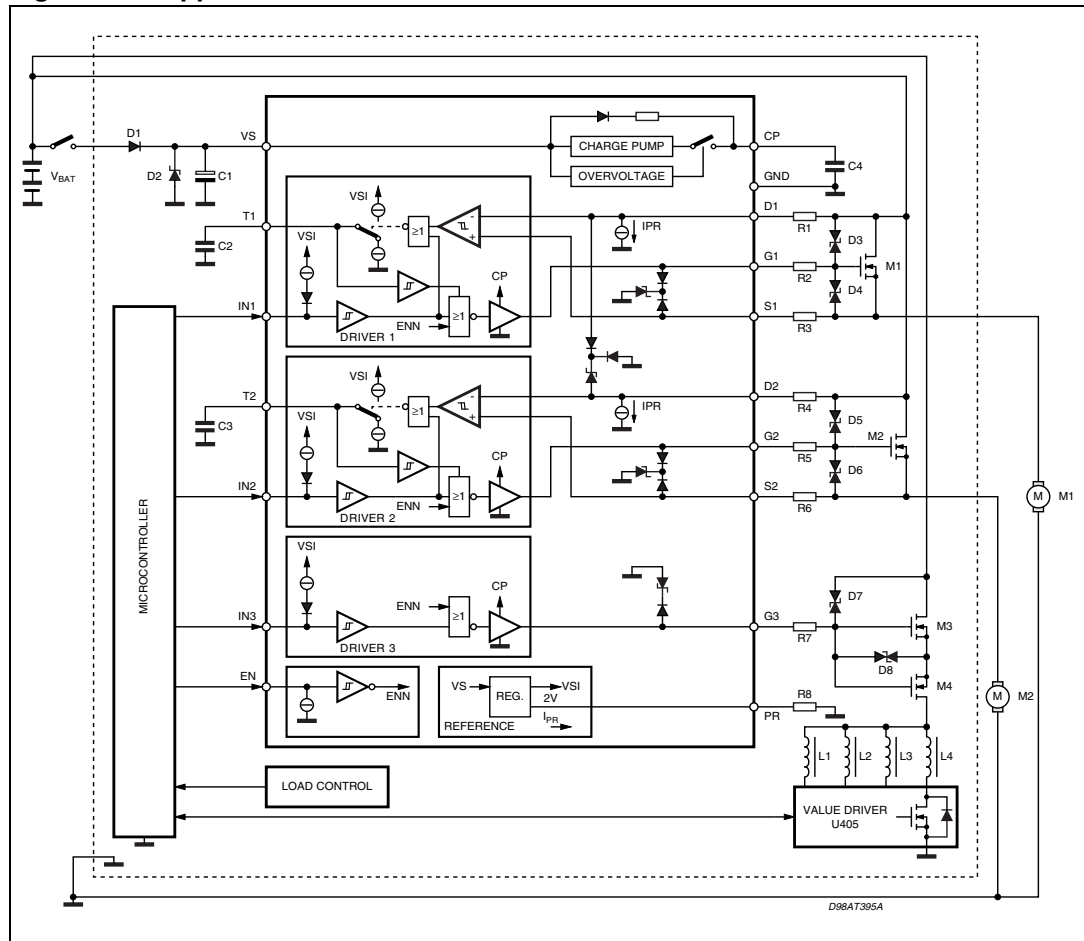 D1
VS
CP
CHARGE PUMP
OVERVOLTAGE
VBAT
D2
C1
C4
GND
T1
VSI
≥1
-
+
IPR
D1
R1
D3
M1
C2
VSI
G1
R2
D4
CP
IN1
≥1
ENN
DRIVER 1
S1
R3
T2
VSI
≥1
-
+
IPR
D2
R4
D5
M2
C3
VSI
G2
R5
D6
CP
IN2
≥1
ENN
DRIVER 2
S2
R6
M
M1
MICROCONTROLLER
VSI
CP
ENN
≥1
IN3
DRIVER 3
G3
R7
D7
M3
D8
M4
EN
ENN
VS
REG.
VSI
2V
IPR
REFERENCE
PR
R8
M
M2
L1
L2
L3
L4
LOAD CONTROL
VALUE DRIVER
U405
D98AT395A